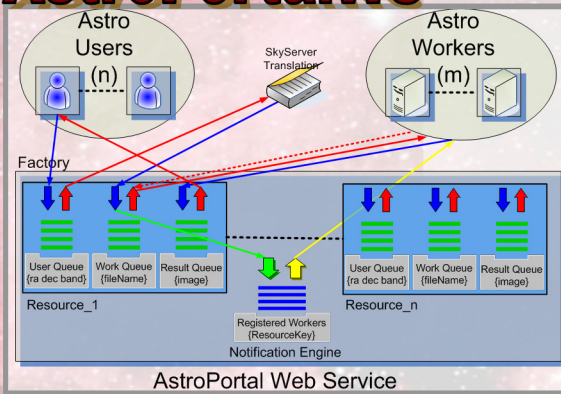 AstroPortalWS
Astro
Users
(n)
SkyServer
Translation
Astro
Workers
(m)
Factory
User Queue
{ra dec band}
Work Queue
{fileName}
Result Queue
{image}
Resource_1
User Queue
{ra dec band}
Work Queue
{fileName}
Result Queue
{image}
Resource_n
Registered Workers
{ResourceKey}
Notification Engine
AstroPortal Web Service